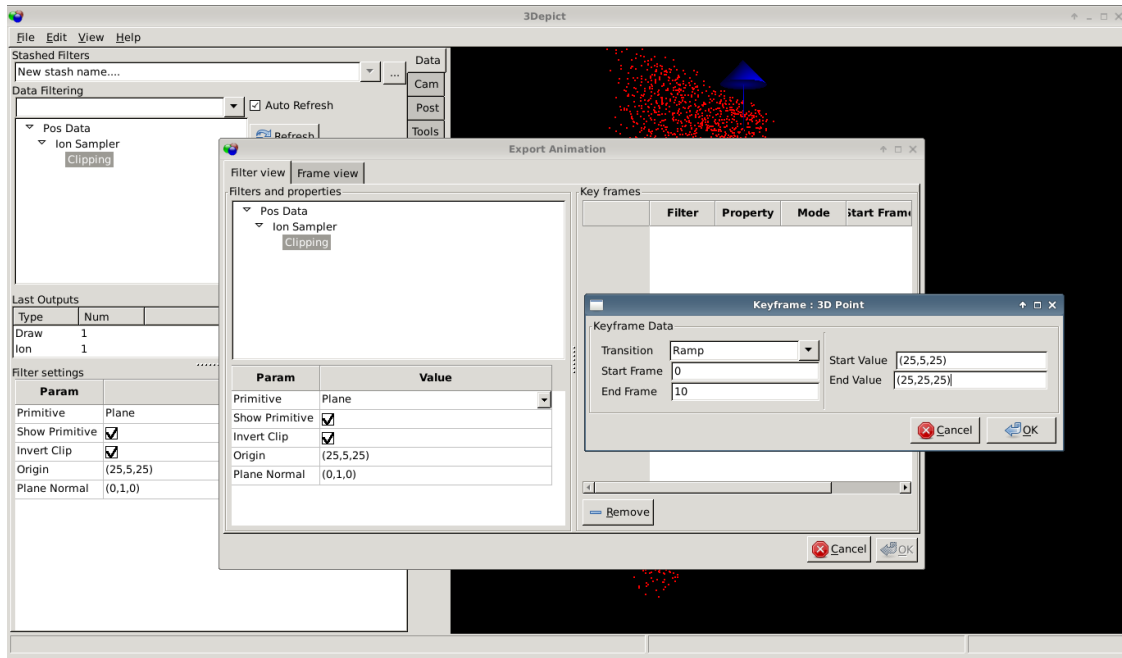 3Depict
File Edit View Help
Stashed Filters
New stash name....
...
Data Filtering
Auto Refresh
Pos Data
Ion Sampler
Clipping
Refresh
Data
Cam
Post
Tools
Last Outputs
Type Num
Draw 1
Ion 1
Filter settings
Param
Primitive Plane
Show Primitive
Invert Clip
Origin (25,5,25)
Plane Normal (0,1,0)
Export Animation
Filter view Frame view
Filters and properties
Pos Data
Ion Sampler
Clipping
Param Value
Primitive Plane
Show Primitive
Invert Clip
Origin (25,5,25)
Plane Normal (0,1,0)
Key frames
Filter Property Mode Start Frame
Remove
Cancel OK
Keyframe : 3D Point
Keyframe Data
Transition Ramp
Start Frame 0
End Frame 10
Start Value (25,5,25)
End Value (25,25,25)
Cancel OK